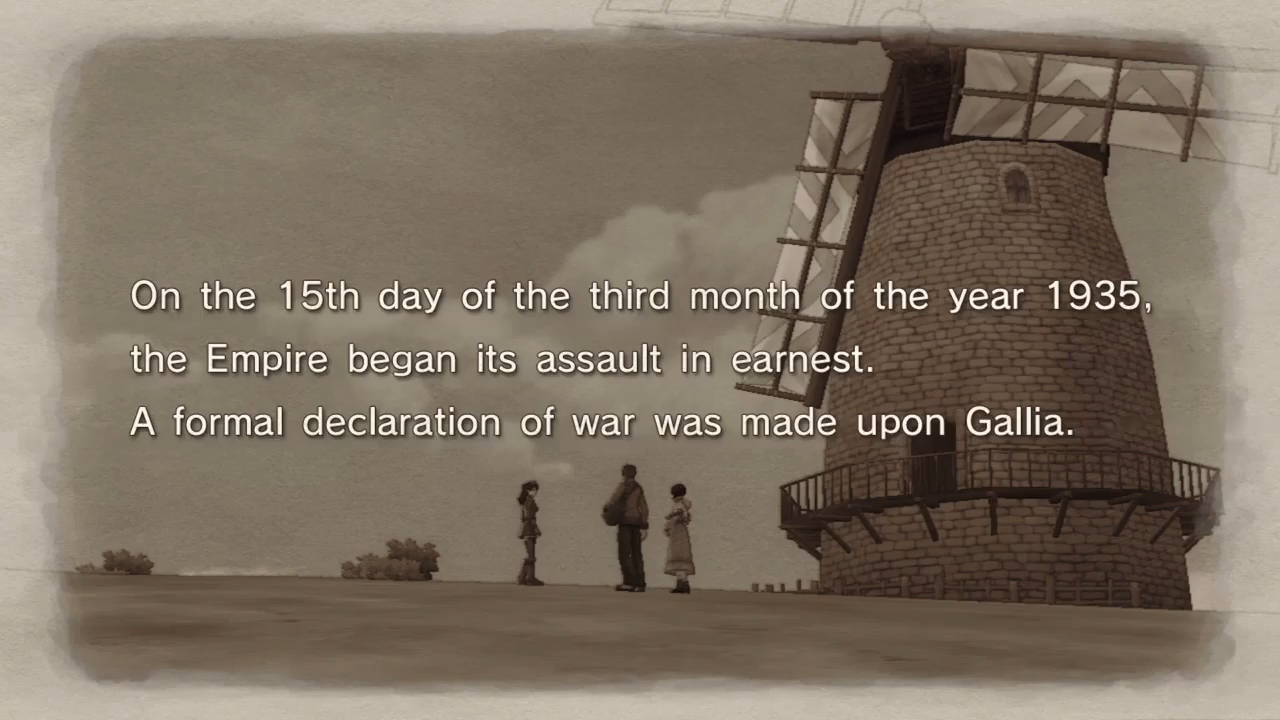 On the 15th day of the third month of the year 1935,
the Empire began its assault in earnest.
A formal declaration of war was made upon Gallia.